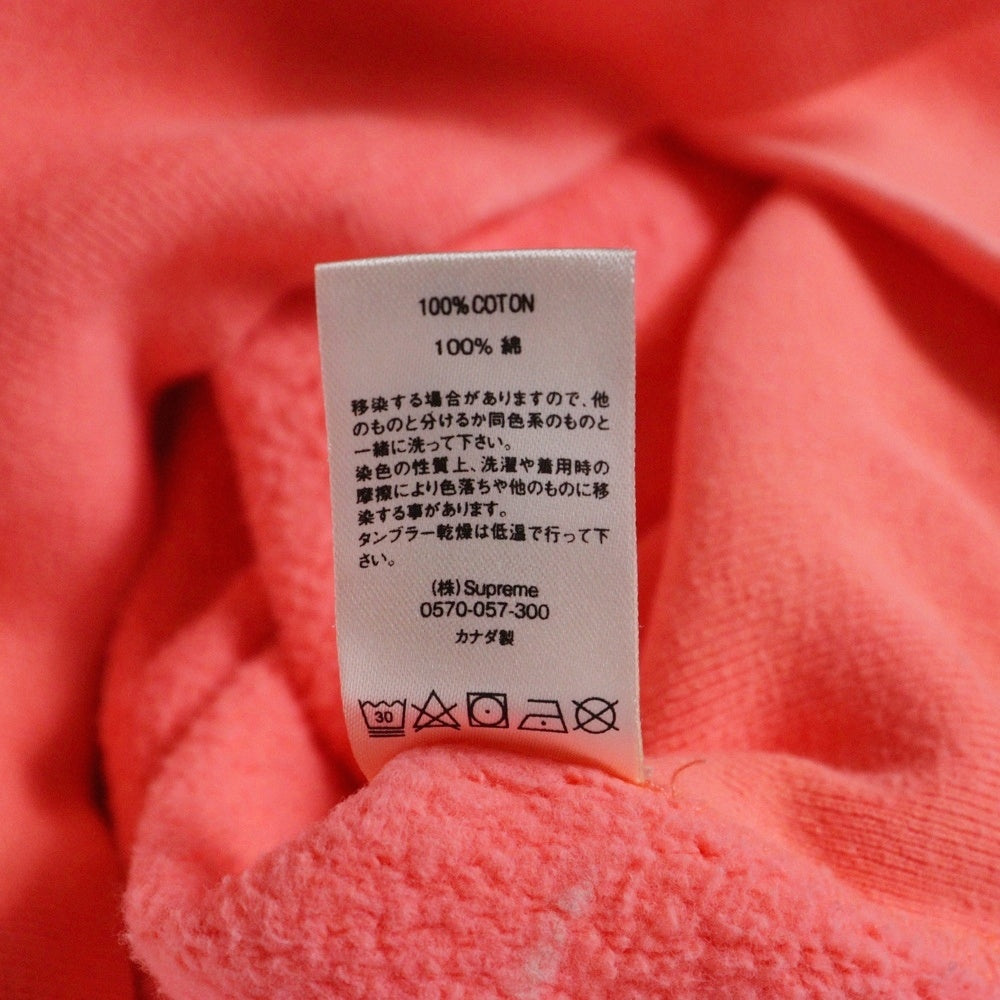 100%COTON
100% 綿
移染する場合がありますので、他
のものと分けるか同色系のものと
一緒に洗って下さい。
染色の性質上、洗濯や着用時の
摩擦により色落ちや他のものに移
染する事があります。
タンブラー乾燥は低温で行って下
さい。
(株)Supreme
0570-057-300
カナダ製
30